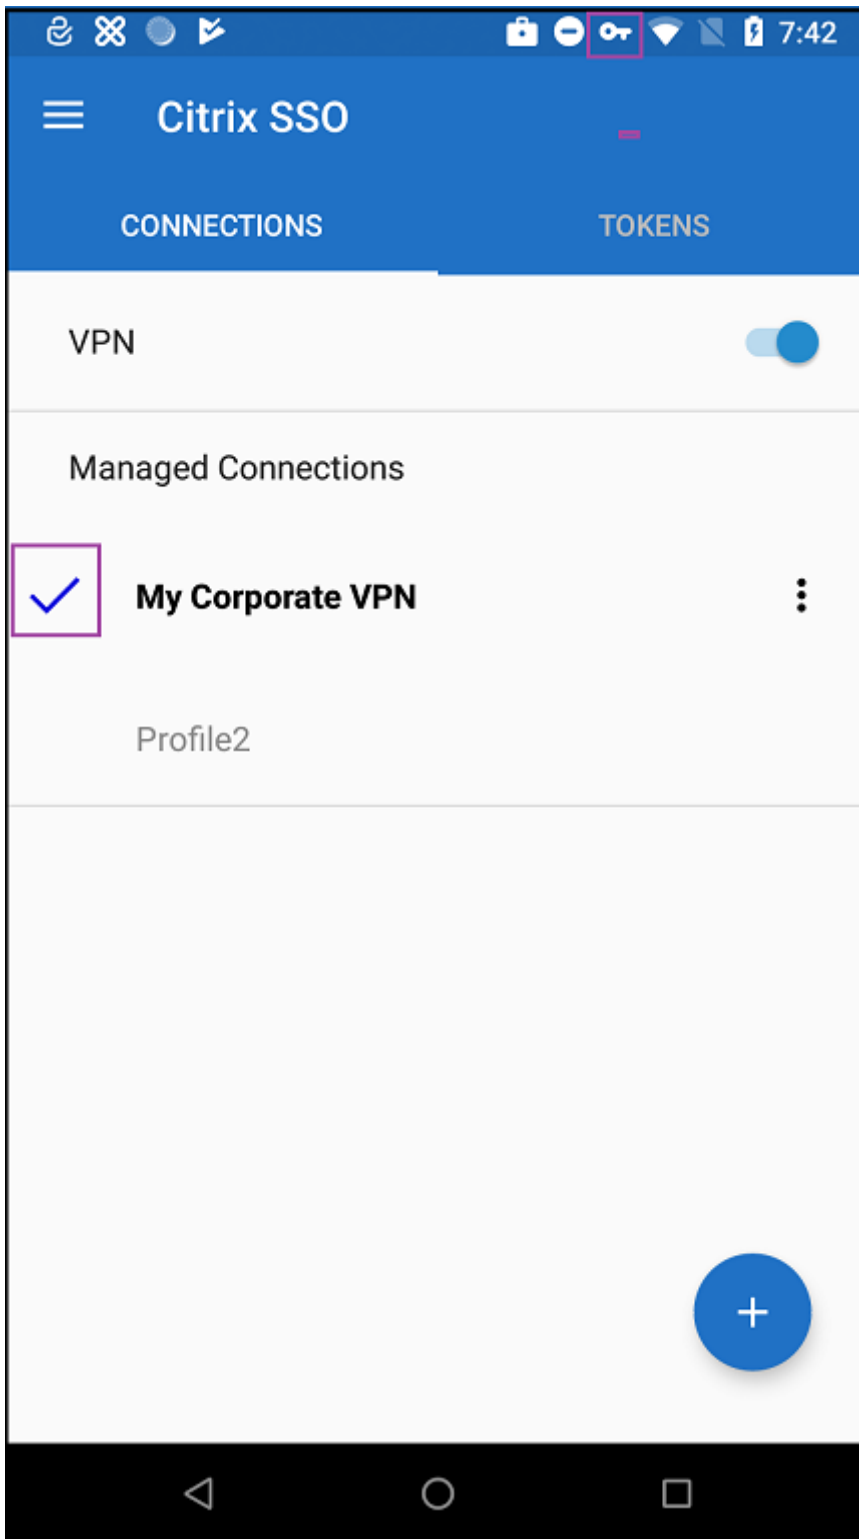 7:42
Citrix SSO
CONNECTIONS TOKENS
VPN
Managed Connections
My Corporate VPN
Profile2